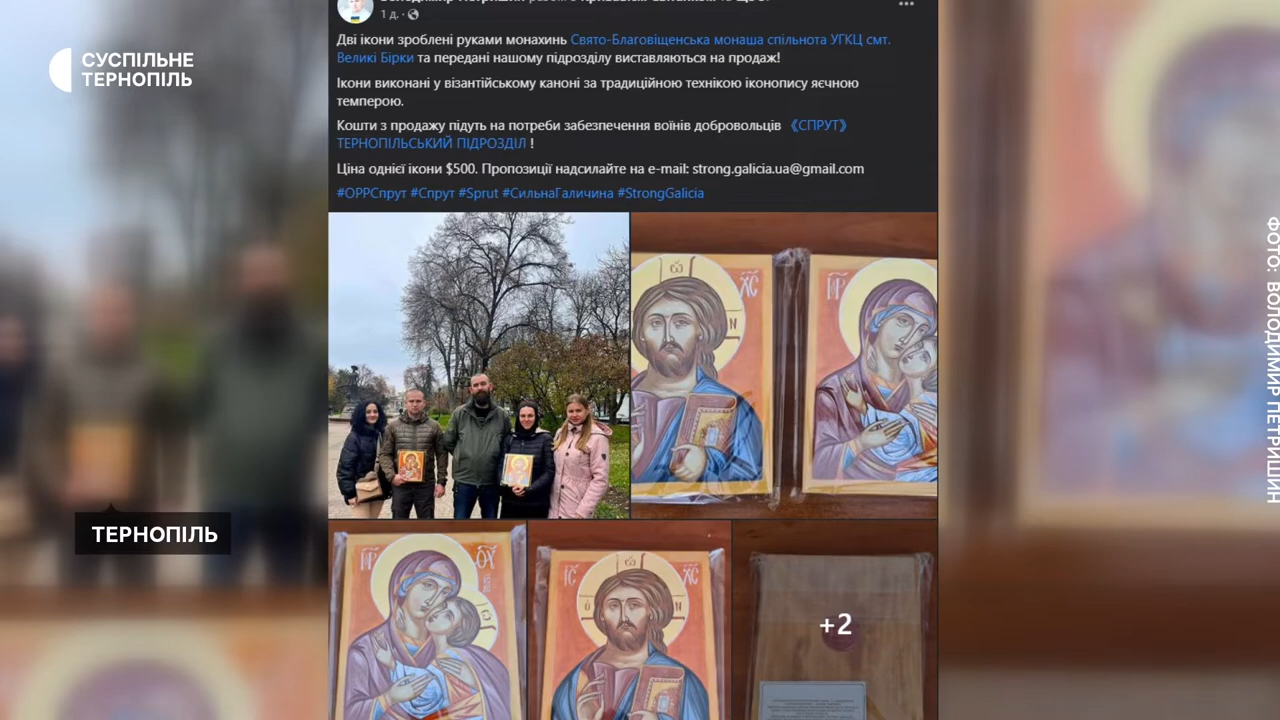 СУСПІЛЬНЕ
ТЕРНОПІЛЬ
1 д.
Дві ікони зроблені руками монахинь Свято-Благовіщенська монаша спільнота УГКЦ смт.
Великі Бірки та передані нашому підрозділу виставляються на продаж!
Ікони виконані у візантійському каноні за традиційною технікою іконопису яєчною
темперою.
Кошти з продажу підуть на потреби забезпечення воїнів добровольців 《СПРУТ》
ТЕРНОПІЛЬСЬКИЙ ПІДРОЗДІЛ !
Ціна однієї ікони $500. Пропозиції надсилайте на e-mail: strong.galicia.ua@gmail.com
#ОРРСпрут #Спрут #Sprut #СильнаГаличина #StrongGalicia
ФОТО: ВОЛОДИМИР ПЕТРИШИН
ТЕРНОПІЛЬ
+2